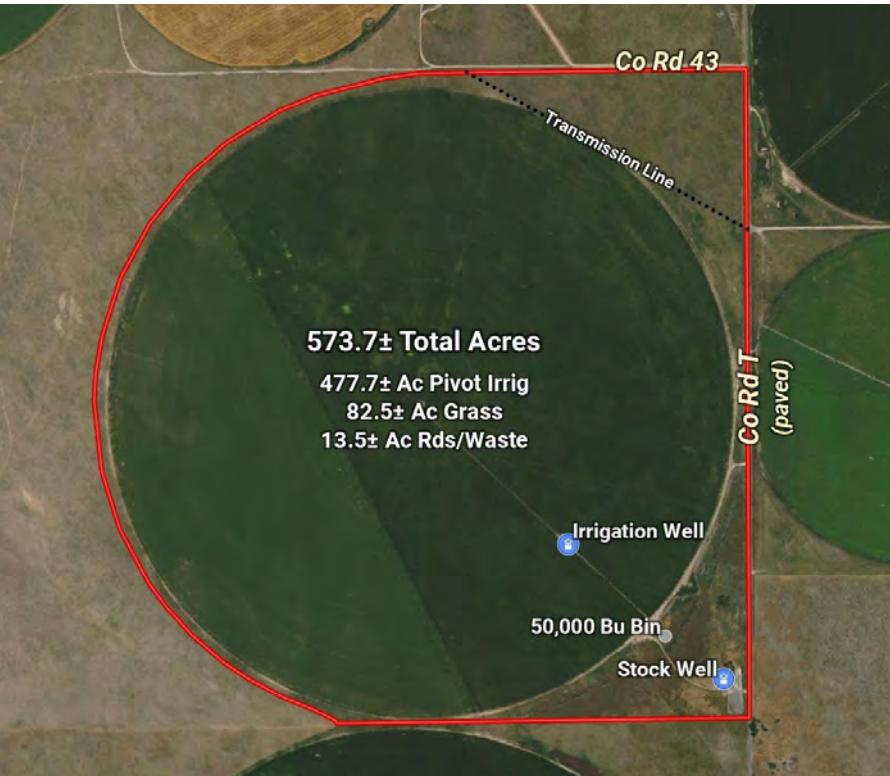 Co Rd 43
Transmission Line
573.7± Total Acres
477.7± Ac Pivot Irrig
82.5± Ac Grass
13.5± Ac Rds/Waste
Co Rd T
(paved)
Irrigation Well
50,000 Bu Bin
Stock Well